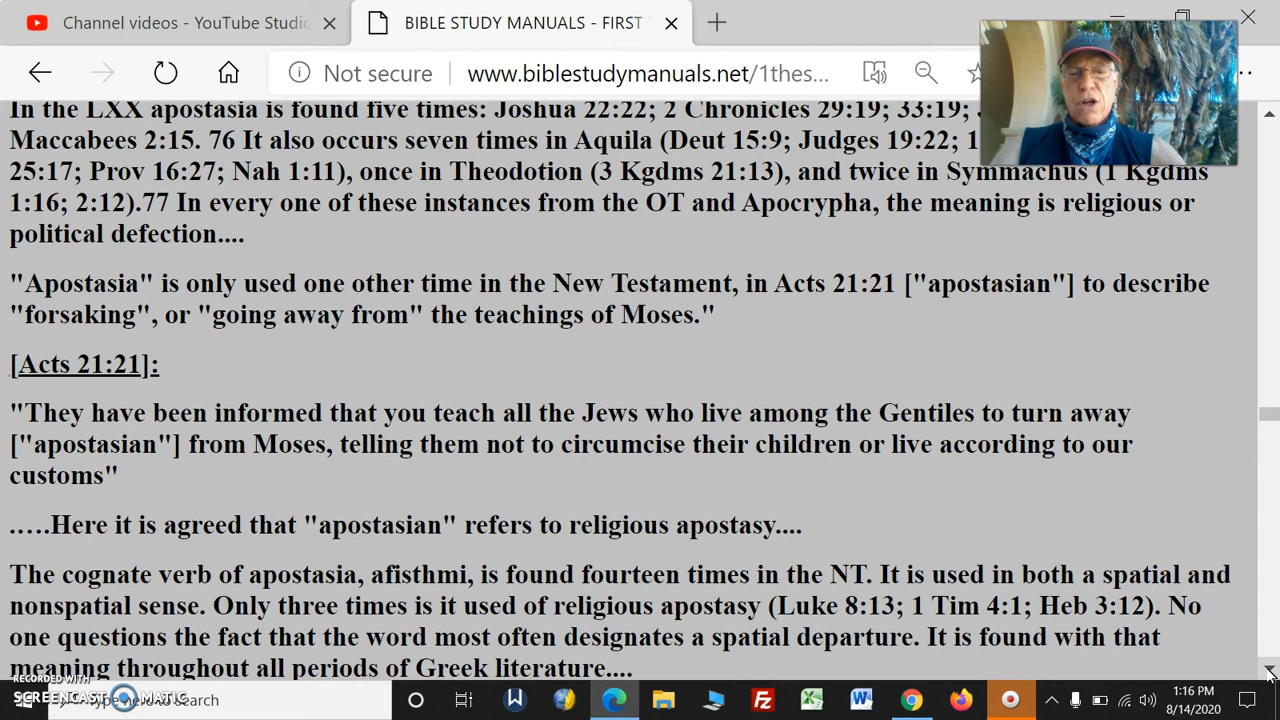 Channel videos - YouTube Studio
BIBLE STUDY MANUALS - FIRST
Not secure
www.biblestudymanuals.net/1thes...
In the LXX apostasia is found five times: Joshua 22:22; 2 Chronicles 29:19; 33:19;
Maccabees 2:15. 76 It also occurs seven times in Aquila (Deut 15:9; Judges 19:22; 1
25:17; Prov 16:27; Nah 1:11), once in Theodotion (3 Kgdms 21:13), and twice in Symmachus (1 Kgdms
1:16; 2:12).77 In every one of these instances from the OT and Apocrypha, the meaning is religious or
political defection....
"Apostasia" is only used one other time in the New Testament, in Acts 21:21 ["apostasian"] to describe
"forsaking", or "going away from" the teachings of Moses."
[Acts 21:21]:
"They have been informed that you teach all the Jews who live among the Gentiles to turn away
["apostasian"] from Moses, telling them not to circumcise their children or live according to our
customs"
.….Here it is agreed that "apostasian" refers to religious apostasy....
The cognate verb of apostasia, afisthmi, is found fourteen times in the NT. It is used in both a spatial and
nonspatial sense. Only three times is it used of religious apostasy (Luke 8:13; 1 Tim 4:1; Heb 3:12). No
one questions the fact that the word most often designates a spatial departure. It is found with that
meaning throughout all periods of Greek literature....
RECORDED WITH
SCREENCAST MATIC
Type here to search
1:16 PM
8/14/2020